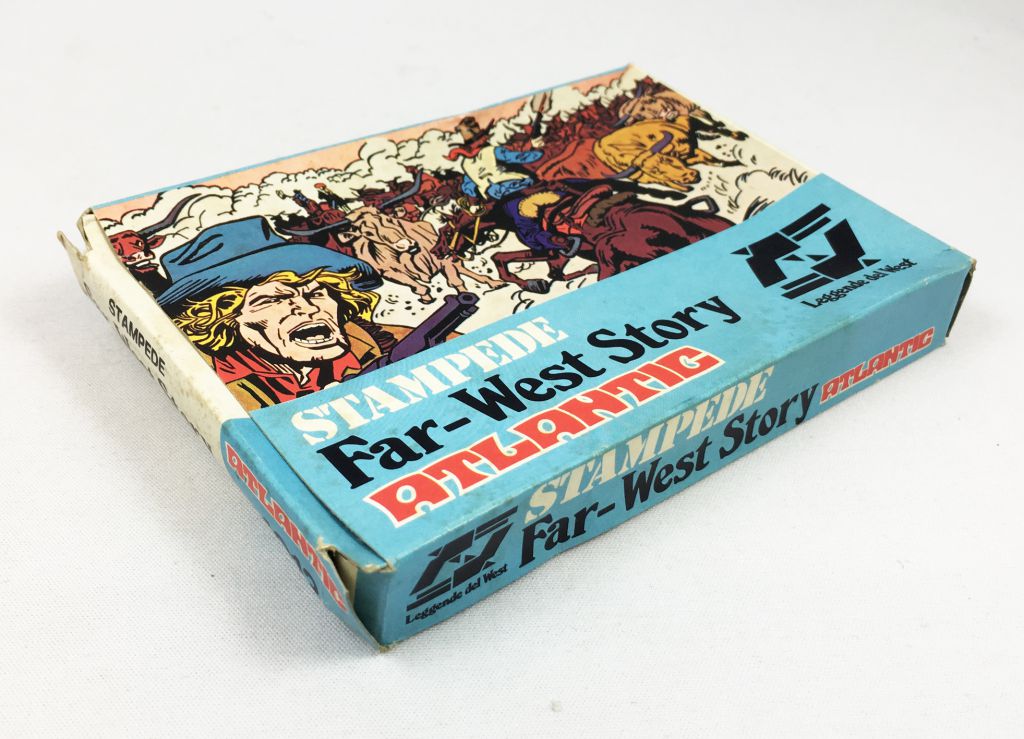 STAMPEDE
Far-West Story
ATLANTIC
Leggende del West
STAMPEDE
Far-West Story
ATLANTIC
Leggende del West
STAMPEDE
ATLANTIC